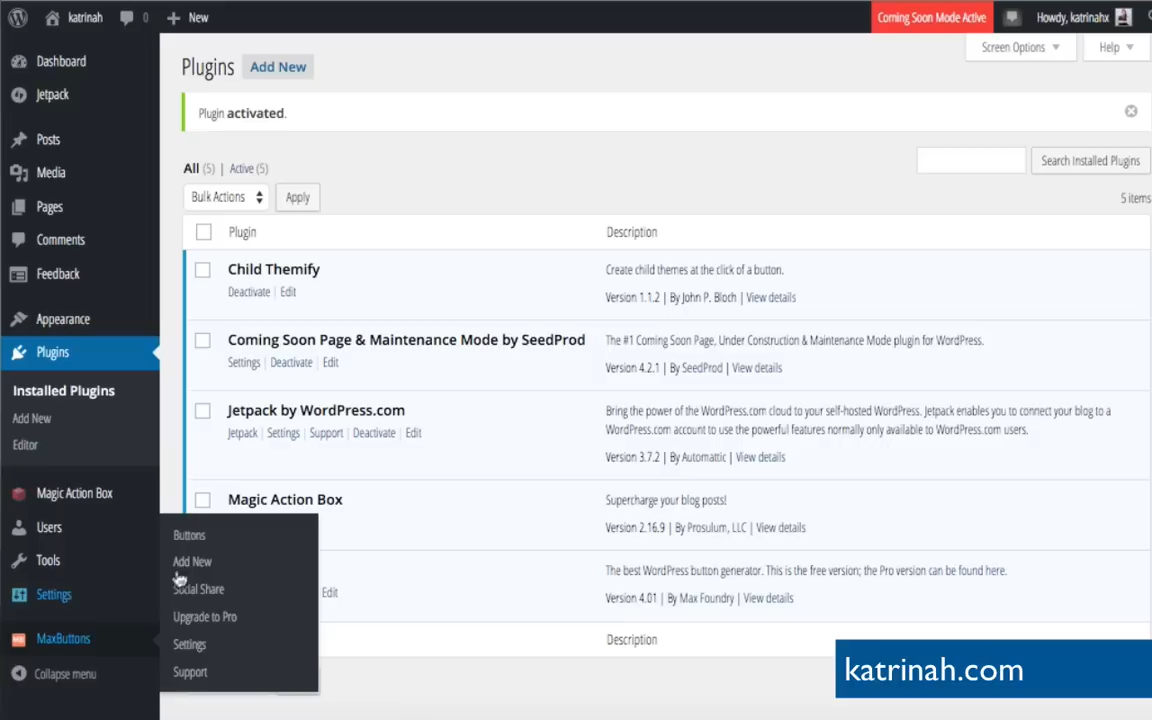 katrinah 0 New Coming Soon Mode Active Howdy, katrinahx
Screen Options Help
Dashboard
Jetpack
Posts
Media
Pages
Comments
Feedback
Appearance
Plugins
Installed Plugins
Add New
Editor
Magic Action Box
Users
Tools
Settings
MaxButtons
Collapse menu
Plugins Add New
Plugin activated.
All (5) | Active (5)
Search Installed Plugins
Bulk Actions Apply
5 items
Plugin Description
Child Themify
Deactivate | Edit
Create child themes at the click of a button.
Version 1.1.2 | By John P. Bloch | View details
Coming Soon Page & Maintenance Mode by SeedProd
Settings | Deactivate | Edit
The #1 Coming Soon Page, Under Construction & Maintenance Mode plugin for WordPress.
Version 4.2.1 | By SeedProd | View details
Jetpack by WordPress.com
Jetpack | Settings | Support | Deactivate | Edit
Bring the power of the WordPress.com cloud to your self-hosted WordPress. Jetpack enables you to connect your blog to a
WordPress.com account to use the powerful features normally only available to WordPress.com users.
Version 3.7.2 | By Automattic | View details
Magic Action Box
Supercharge your blog posts!
Version 2.16.9 | By Prosulum, LLC | View details
Edit
The best WordPress button generator. This is the free version; the Pro version can be found here.
Version 4.01 | By Max Foundry | View details
Description
Buttons
Add New
Social Share
Upgrade to Pro
Settings
Support
katrinah.com